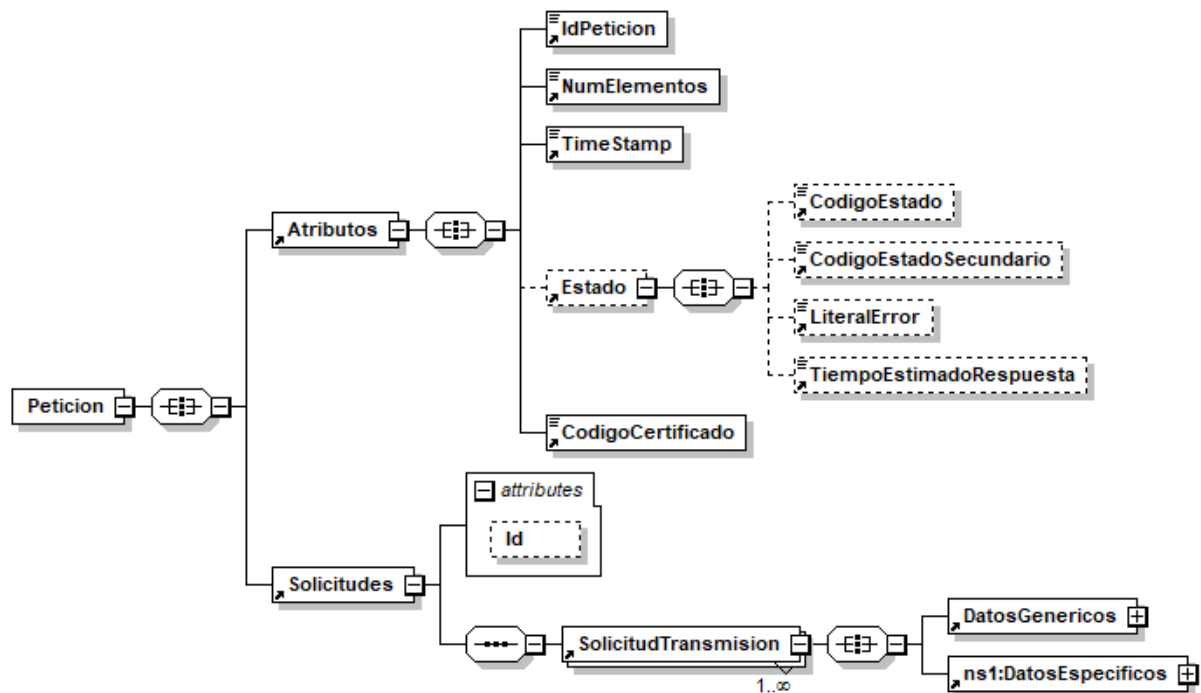 IdPeticion
NumElementos
TimeStamp
CodigoEstado
CodigoEstadoSecundario
Atributos
Estado
LiteralError
TiempoEstimadoRespuesta
Peticion
CodigoCertificado
attributes
Id
Solicitudes
DatosGenericos
SolicitudTransmision
1..∞
ns1:DatosEspecificos